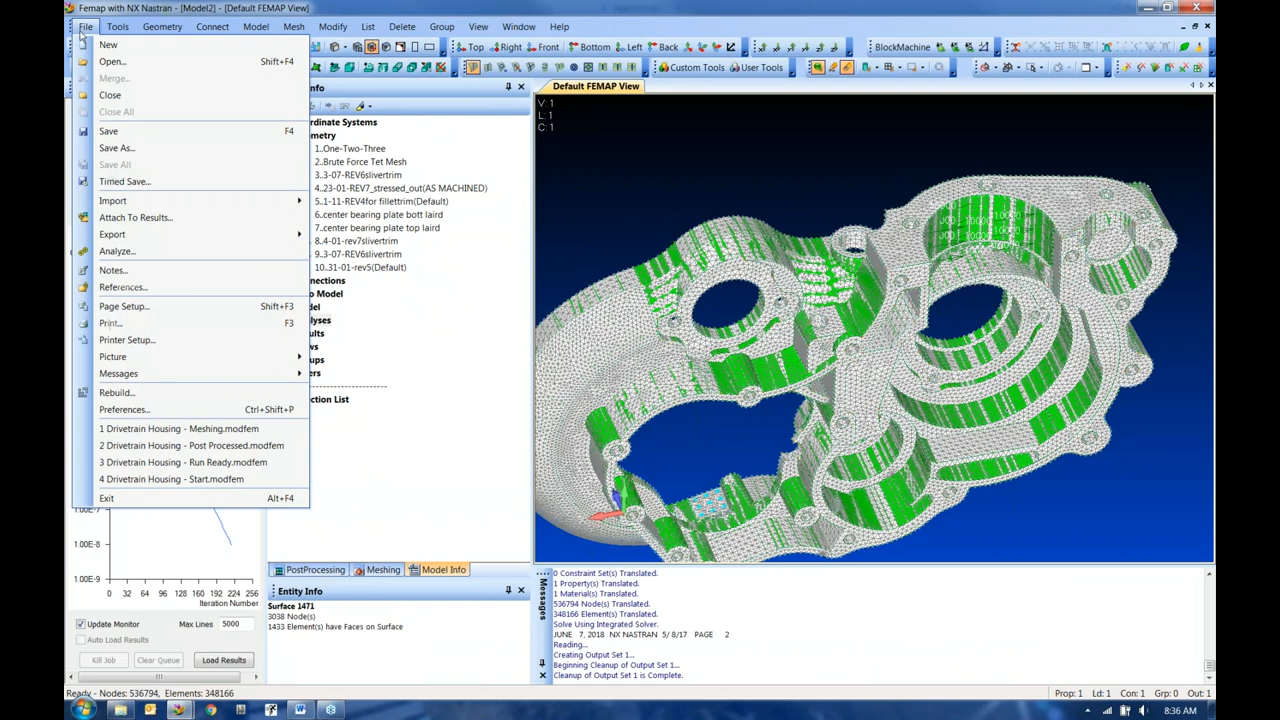 Femap with NX Nastran - [Model2] - [Default FEMAP View]
File Tools Geometry Connect Model Mesh Modify List Delete Group View Window Help
Top Right Front Bottom Left Back BlockMachine
Custom Tools User Tools
New
Open... Shift+F4
Merge...
Close
Close All
Save F4
Save As...
Save All
Timed Save...
Import
Attach To Results...
Export
Analyze...
Notes...
References...
Page Setup... Shift+F3
Print... F3
Printer Setup...
Picture
Messages
Rebuild...
Preferences... Ctrl+Shift+P
1 Drivetrain Housing - Meshing.modfem
2 Drivetrain Housing - Post Processed.modfem
3 Drivetrain Housing - Run Ready.modfem
4 Drivetrain Housing - Start.modfem
Exit Alt+F4
1.00E-8
1.00E-9
0 32 64 96 128 160 192 224 256
Iteration Number
Update Monitor Max Lines 5000
Auto Load Results
Kill Job Clear Queue Load Results
nfo
rdinate Systems
metry
1..One-Two-Three
2..Brute Force Tet Mesh
3..3-07-REV6slivertrim
4..23-01-REV7_stressed_out(AS MACHINED)
5..1-11-REV4for fillettrim(Default)
6..center bearing plate bott laird
7..center bearing plate top laird
8..4-01-rev7slivertrim
9..3-07-REV6slivertrim
10..31-01-rev5(Default)
nections
o Model
del
lyses
ults
ws
ups
ers
ction List
PostProcessing Meshing Model Info
Entity Info
Surface 1471
3038 Node(s)
1433 Element(s) have Faces on Surface
Default FEMAP View
V: 1
L: 1
C: 1
Messages
0 Constraint Set(s) Translated.
1 Property(s) Translated.
1 Material(s) Translated.
536794 Node(s) Translated.
348166 Element(s) Translated.
Solve Using Integrated Solver.
JUNE 7, 2018 NX NASTRAN 5/ 8/17 PAGE 2
Reading...
Creating Output Set 1...
Beginning Cleanup of Output Set 1...
Cleanup of Output Set 1 is Complete.
Ready - Nodes: 536794, Elements: 348166 Prop: 1 Ld: 1 Con: 1 Grp: 0 Out: 1
8:36 AM